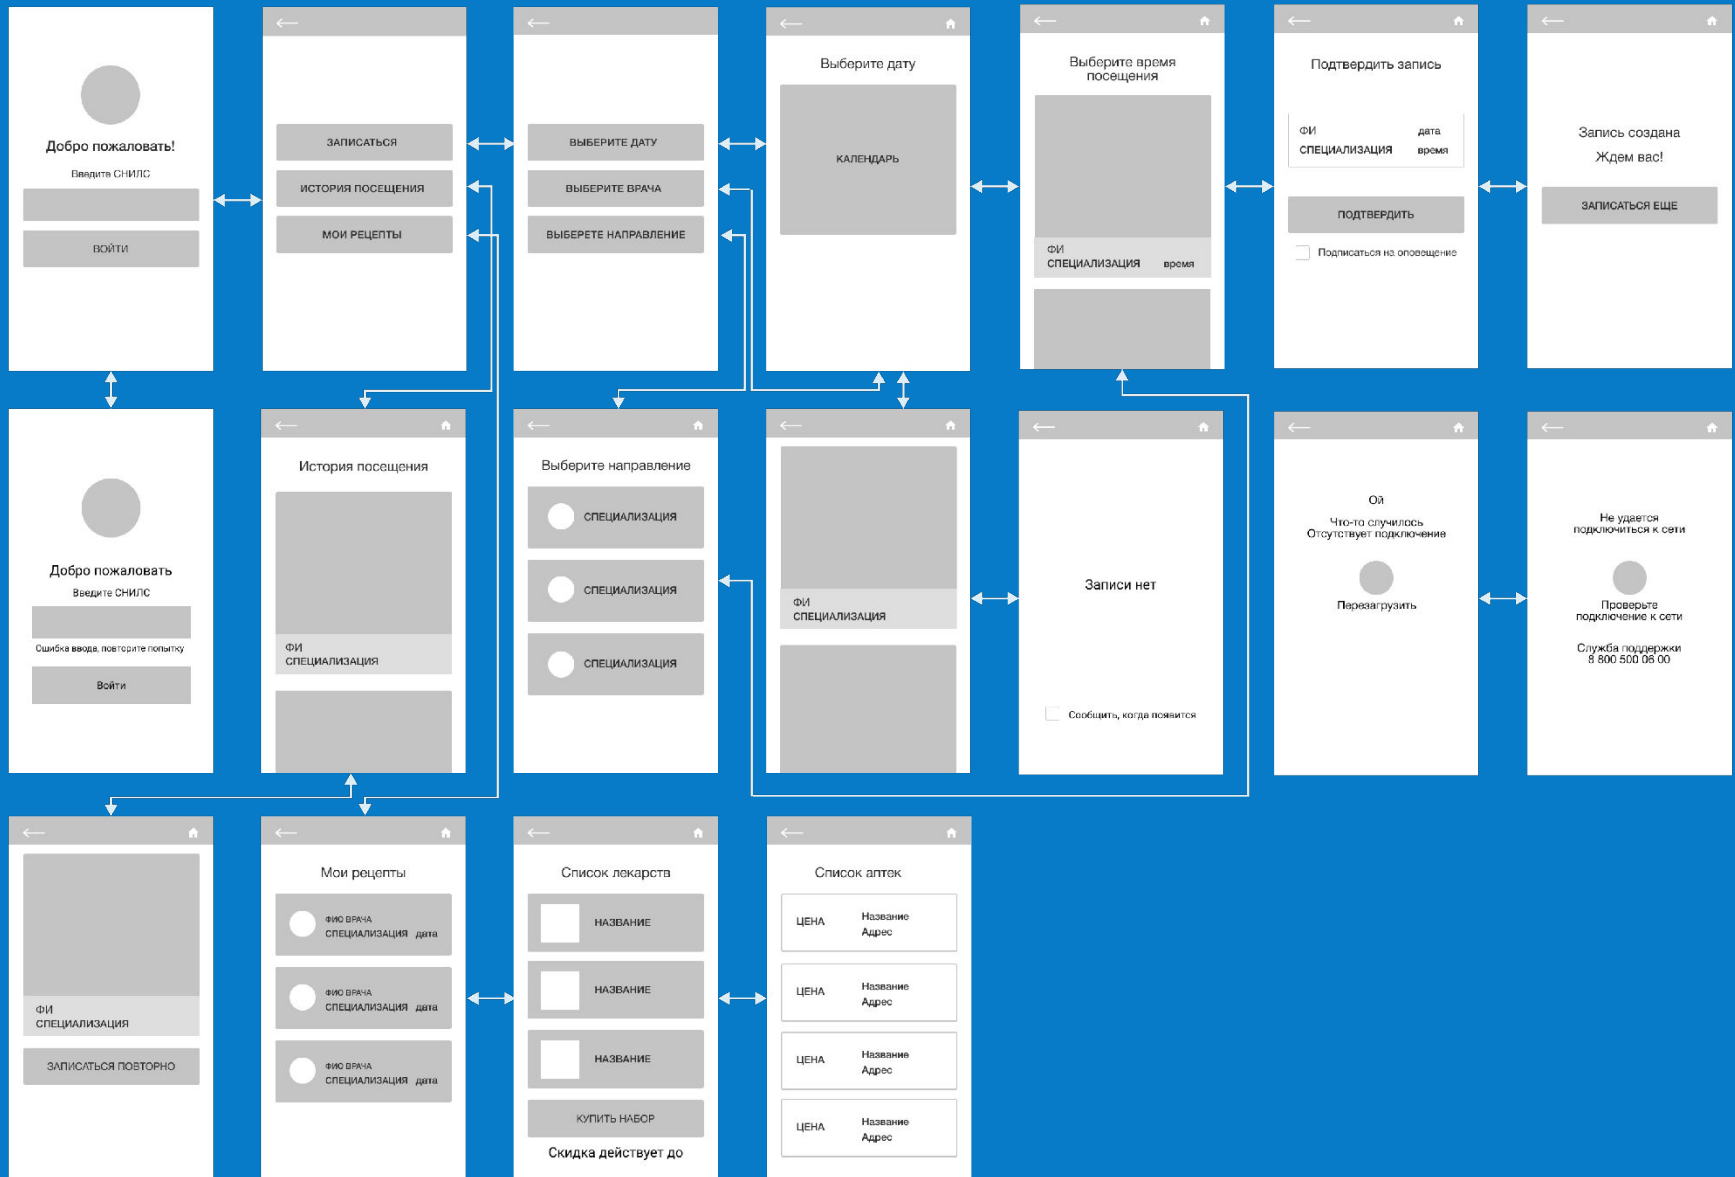 Добро пожаловать!
Введите СНИЛС
ВОЙТИ
ЗАПИСАТЬСЯ
ИСТОРИЯ ПОСЕЩЕНИЯ
МОИ РЕЦЕПТЫ
ВЫБЕРИТЕ ДАТУ
ВЫБЕРИТЕ ВРАЧА
ВЫБЕРЕТЕ НАПРАВЛЕНИЕ
Выберите дату
КАЛЕНДАРЬ
Выберите время
посещения
ФИ
СПЕЦИАЛИЗАЦИЯ время
Подтвердить запись
ФИ дата
СПЕЦИАЛИЗАЦИЯ время
ПОДТВЕРДИТЬ
Подписаться на оповещение
Запись создана
Ждем вас!
ЗАПИСАТЬСЯ ЕЩЕ
Добро пожаловать
Введите СНИЛС
Ошибка ввода, повторите попытку
Войти
История посещения
ФИ
СПЕЦИАЛИЗАЦИЯ
Выберите направление
СПЕЦИАЛИЗАЦИЯ
СПЕЦИАЛИЗАЦИЯ
СПЕЦИАЛИЗАЦИЯ
ФИ
СПЕЦИАЛИЗАЦИЯ
Записи нет
Сообщить, когда появится
Ой
Что-то случилось
Отсутствует подключение
Перезагрузить
Не удается
подключиться к сети
Проверьте
подключение к сети
Служба поддержки
8 800 500 06 00
ФИ
СПЕЦИАЛИЗАЦИЯ
ЗАПИСАТЬСЯ ПОВТОРНО
Мои рецепты
ФИО ВРАЧА
СПЕЦИАЛИЗАЦИЯ дата
ФИО ВРАЧА
СПЕЦИАЛИЗАЦИЯ дата
ФИО ВРАЧА
СПЕЦИАЛИЗАЦИЯ дата
Список лекарств
НАЗВАНИЕ
НАЗВАНИЕ
НАЗВАНИЕ
КУПИТЬ НАБОР
Скидка действует до
Список аптек
ЦЕНА Название
Адрес
ЦЕНА Название
Адрес
ЦЕНА Название
Адрес
ЦЕНА Название
Адрес